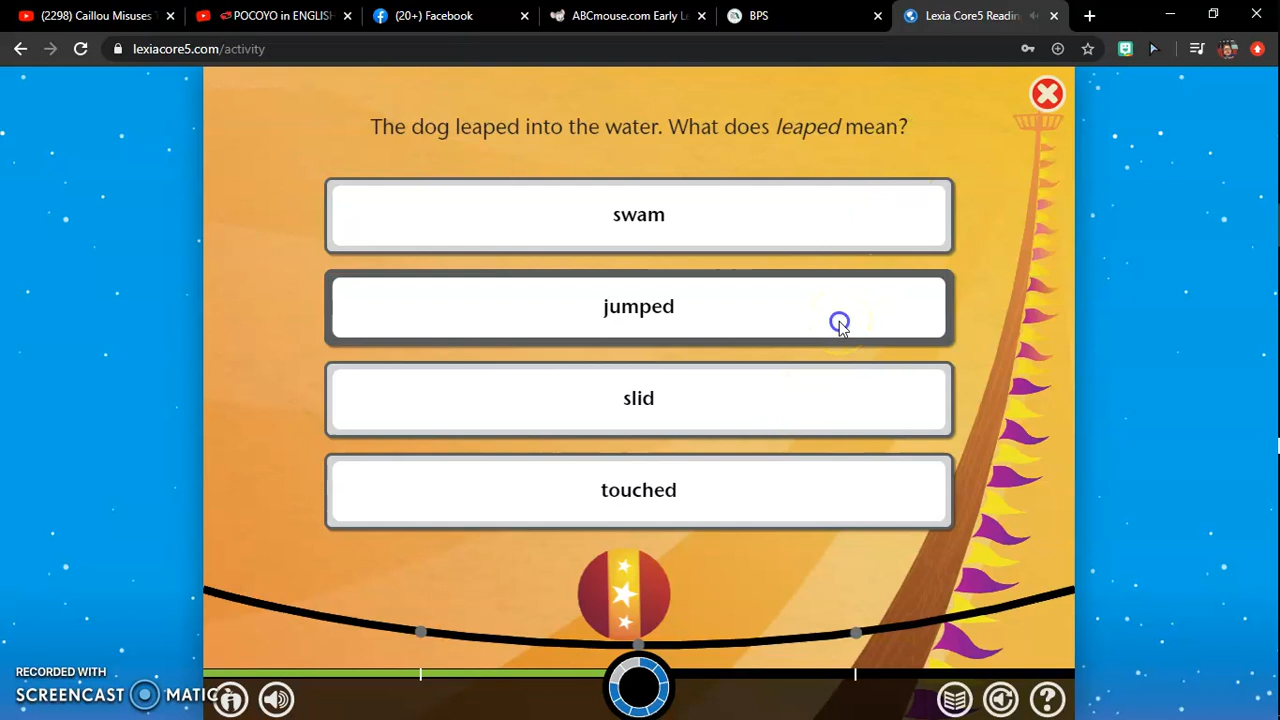 (2298) Caillou Misuses T
POCOYO in ENGLISH
(20+) Facebook
ABCmouse.com Early Le
BPS
Lexia Core5 Readin
lexiacore5.com/activity
The dog leaped into the water. What does leaped mean?
swam
jumped
slid
touched
RECORDED WITH
SCREENCAST MATIC